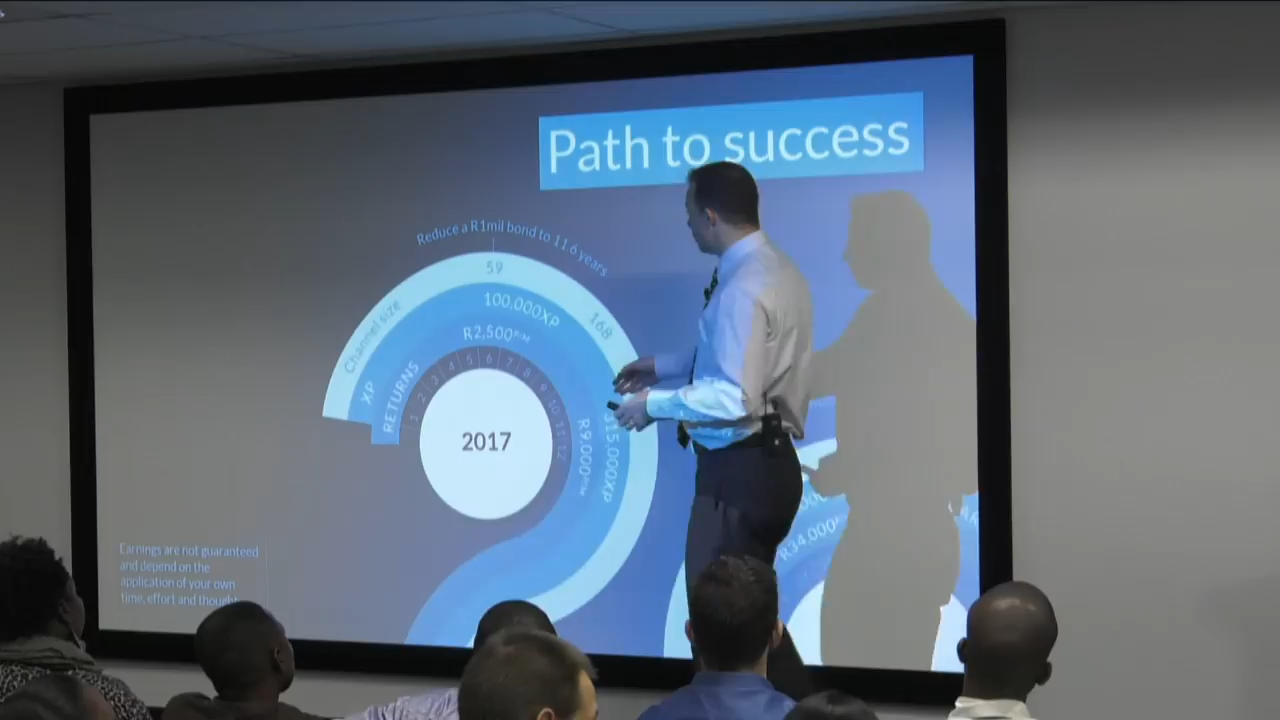 Path to success
Reduce a R1mil bond to 11.6 years
Channel size
59
168
XP
100,000XP
315,000XP
RETURNS
R2,500P/M
R9,000P/M
1 2 3 4 5 6 7 8 9 10 11 12
2017
R34,000
Earnings are not guaranteed
and depend on the
application of your own
time, effort and thought